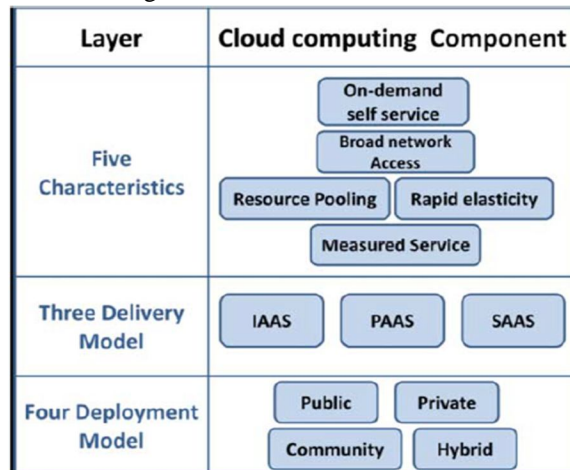 Layer
Cloud computing Component
Five
Characteristics
On-demand
self service
Broad network
Access
Resource Pooling
Rapid elasticity
Measured Service
Three Delivery
Model
IAAS
PAAS
SAAS
Four Deployment
Model
Public
Private
Community
Hybrid